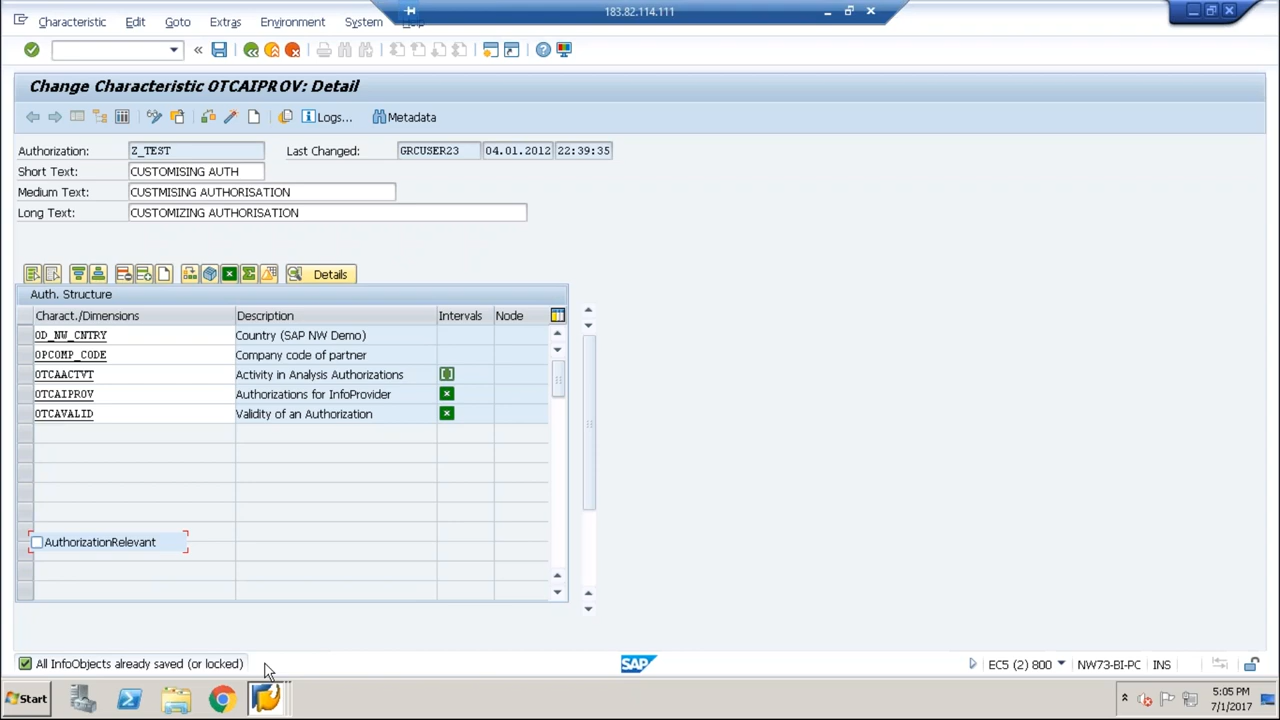 183.82.114.111
Characteristic Edit Goto Extras Environment System Help
Change Characteristic 0TCAIPROV: Detail
Logs... Metadata
Authorization: Z_TEST Last Changed: GRCUSER23 04.01.2012 22:39:35
Short Text: CUSTOMISING AUTH
Medium Text: CUSTMISING AUTHORISATION
Long Text: CUSTOMIZING AUTHORISATION
Details
Auth. Structure
Charact./Dimensions Description Intervals Node
0D_NW_CNTRY Country (SAP NW Demo)
0PCOMP_CODE Company code of partner
0TCAACTVT Activity in Analysis Authorizations
0TCAIPROV Authorizations for InfoProvider
0TCAVALID Validity of an Authorization
AuthorizationRelevant
All InfoObjects already saved (or locked) SAP EC5 (2) 800 NW73-BI-PC INS
Start 5:05 PM
7/1/2017